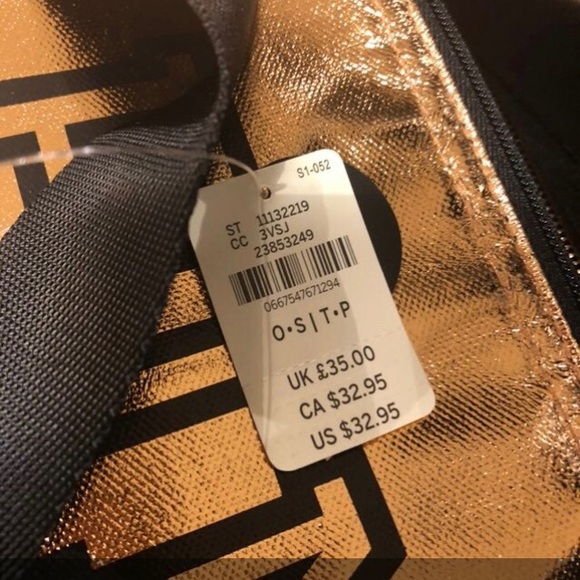 S1-052
ST 11132219
CC 3VSJ
23853249
0667547671294
O•S|T•P
UK £35.00
CA $32.95
US $32.95